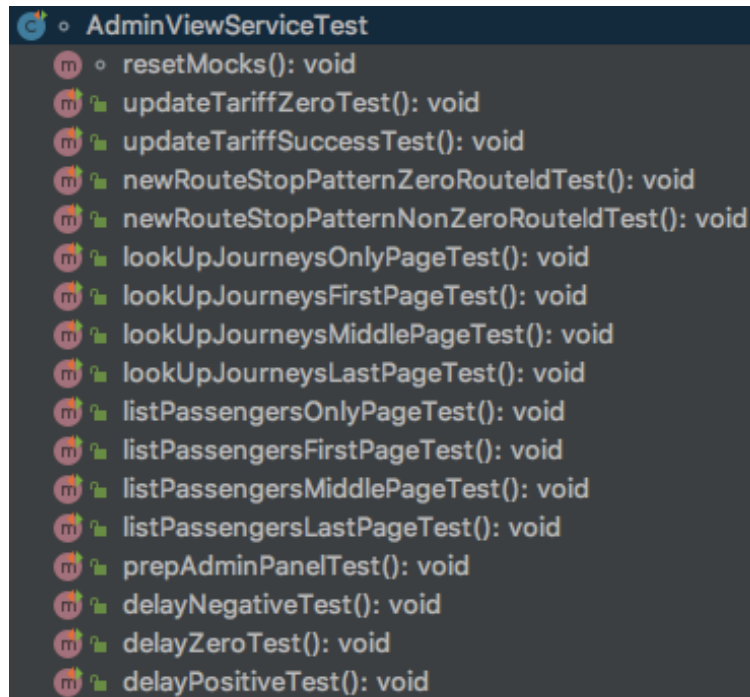 AdminViewServiceTest
resetMocks(): void
updateTariffZeroTest(): void
updateTariffSuccessTest(): void
newRouteStopPatternZeroRouteIdTest(): void
newRouteStopPatternNonZeroRouteIdTest(): void
lookUpJourneysOnlyPageTest(): void
lookUpJourneysFirstPageTest(): void
lookUpJourneysMiddlePageTest(): void
lookUpJourneysLastPageTest(): void
listPassengersOnlyPageTest(): void
listPassengersFirstPageTest(): void
listPassengersMiddlePageTest(): void
listPassengersLastPageTest(): void
prepAdminPanelTest(): void
delayNegativeTest(): void
delayZeroTest(): void
delayPositiveTest(): void